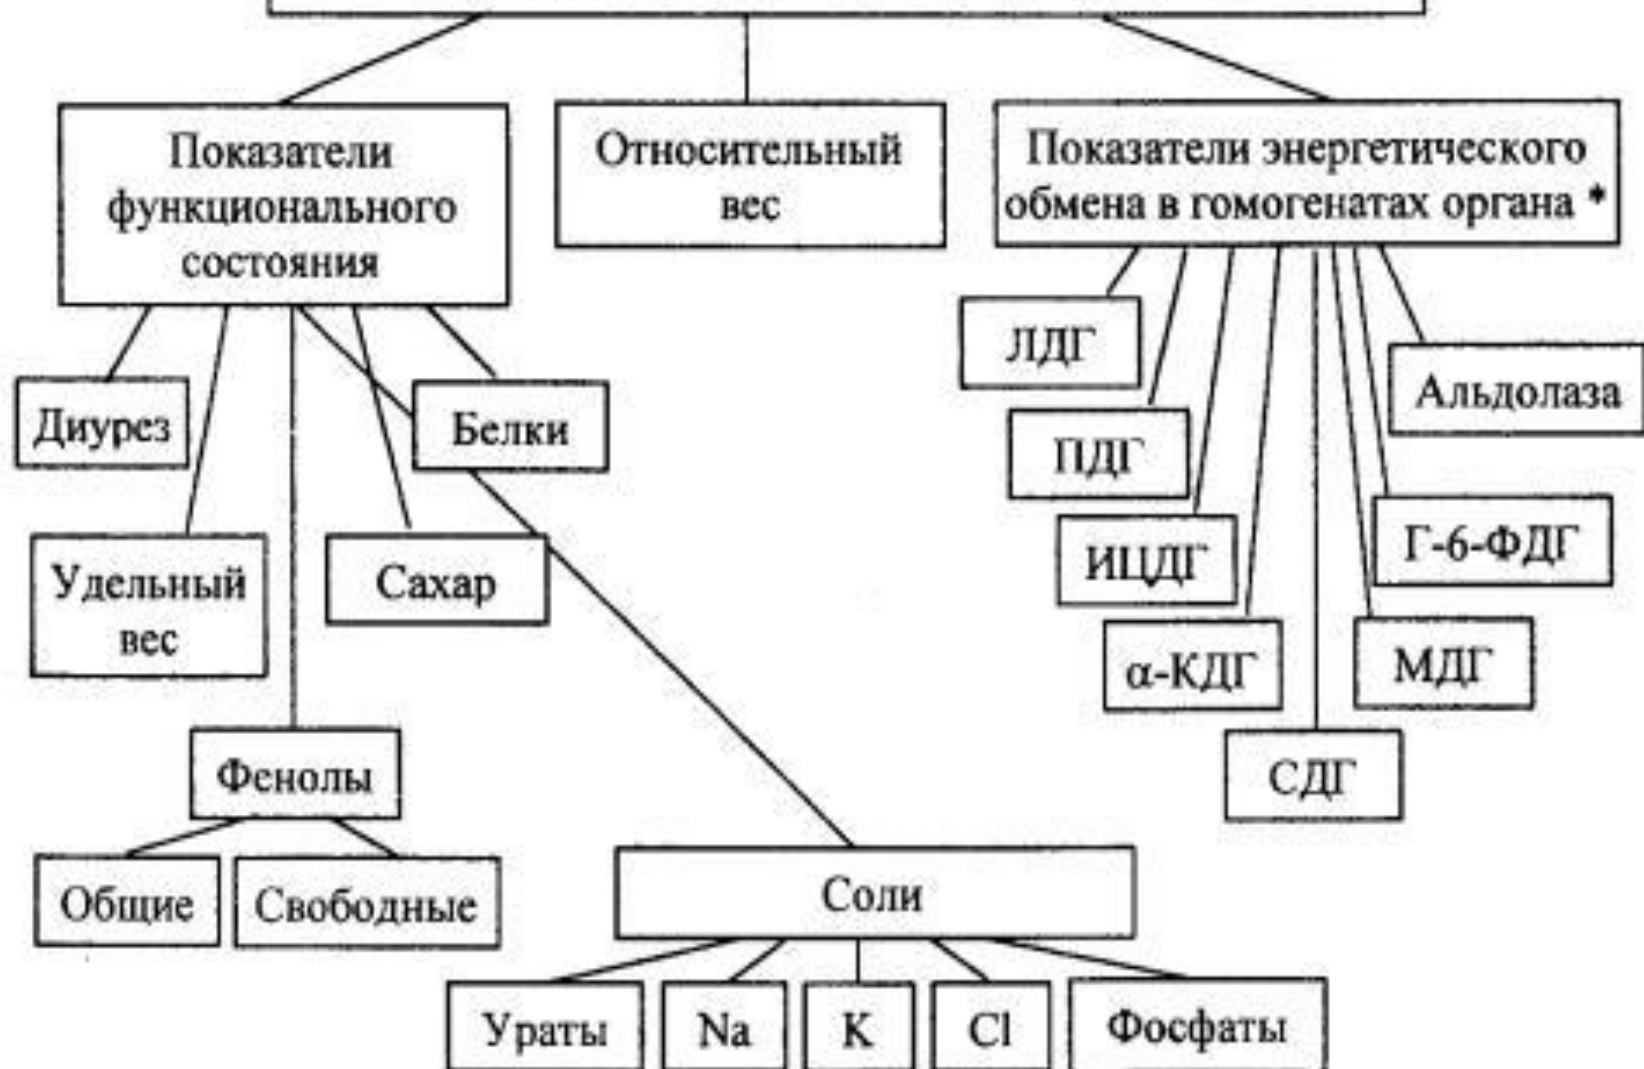 Показатели
функционального
состояния
Относительный
вес
Показатели энергетического
обмена в гомогенатах органа *
ЛДГ
Альдолаза
Диурез
Белки
ПДГ
Г-6-ФДГ
ИЦДГ
Удельный
вес
Сахар
α-КДГ
МДГ
Фенолы
СДГ
Общие
Свободные
Соли
Ураты
Na
K
Cl
Фосфаты